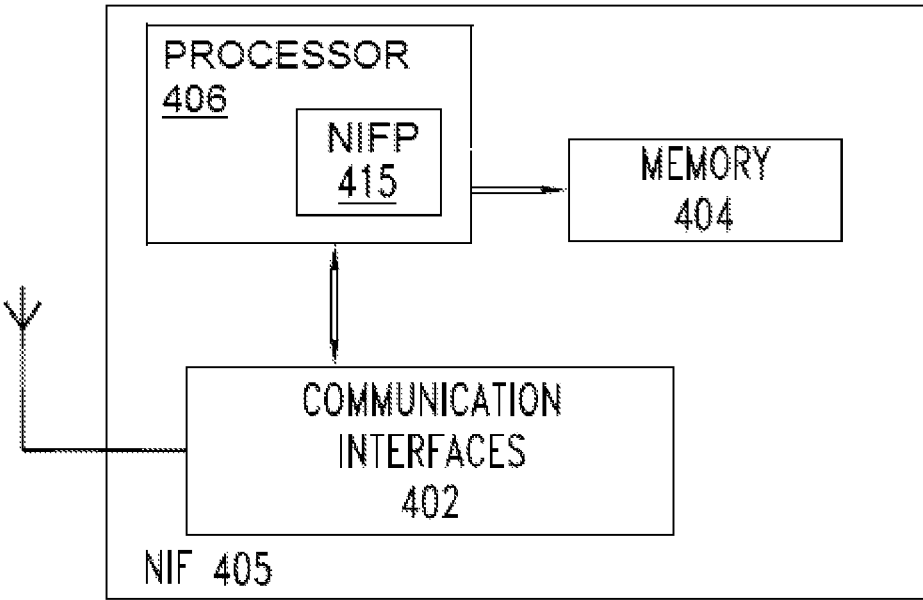 PROCESSOR
406
NIFP
415
MEMORY
404
COMMUNICATION
INTERFACES
402
NIF 405